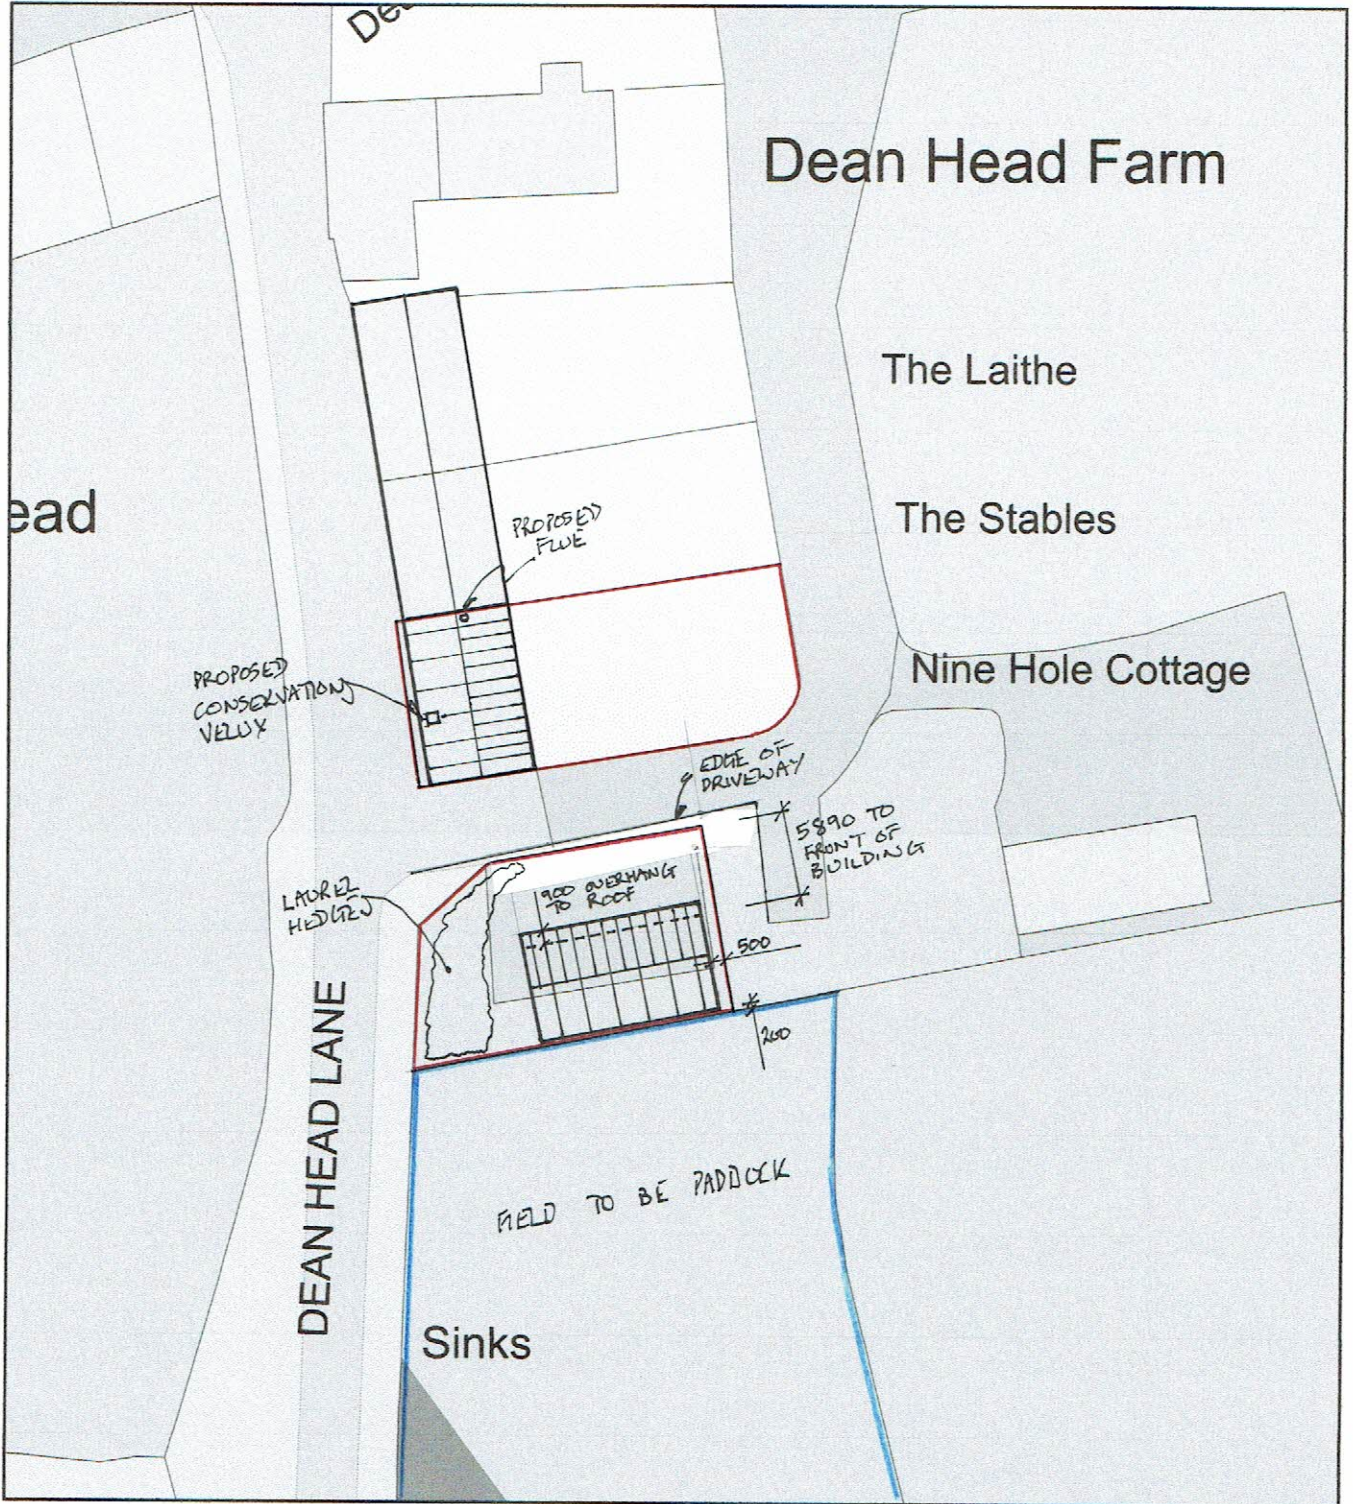 Dean Head Farm
The Laithe
ead
The Stables
PROPOSED
FLUE
Nine Hole Cottage
PROPOSED
CONSERVATION
VELUX
EDGE OF
DRIVEWAY
5890 TO
FRONT OF
BUILDING
LAUREL
HEDGES
900 OVERHANG
TO ROOF
500
200
DEAN HEAD LANE
FIELD TO BE PADDOCK
Sinks